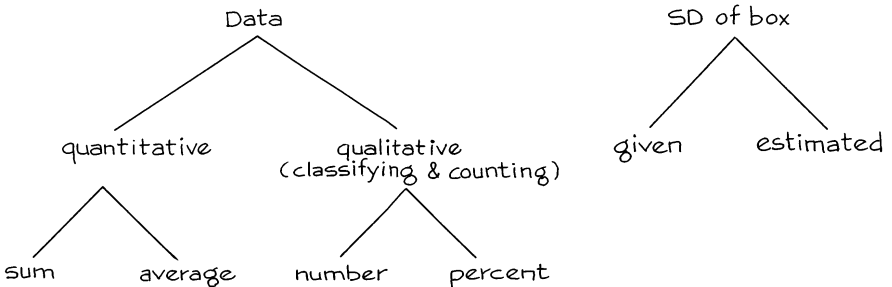 Data
SD of box
quantitative
qualitative
(classifying & counting)
given
estimated
sum
average
number
percent